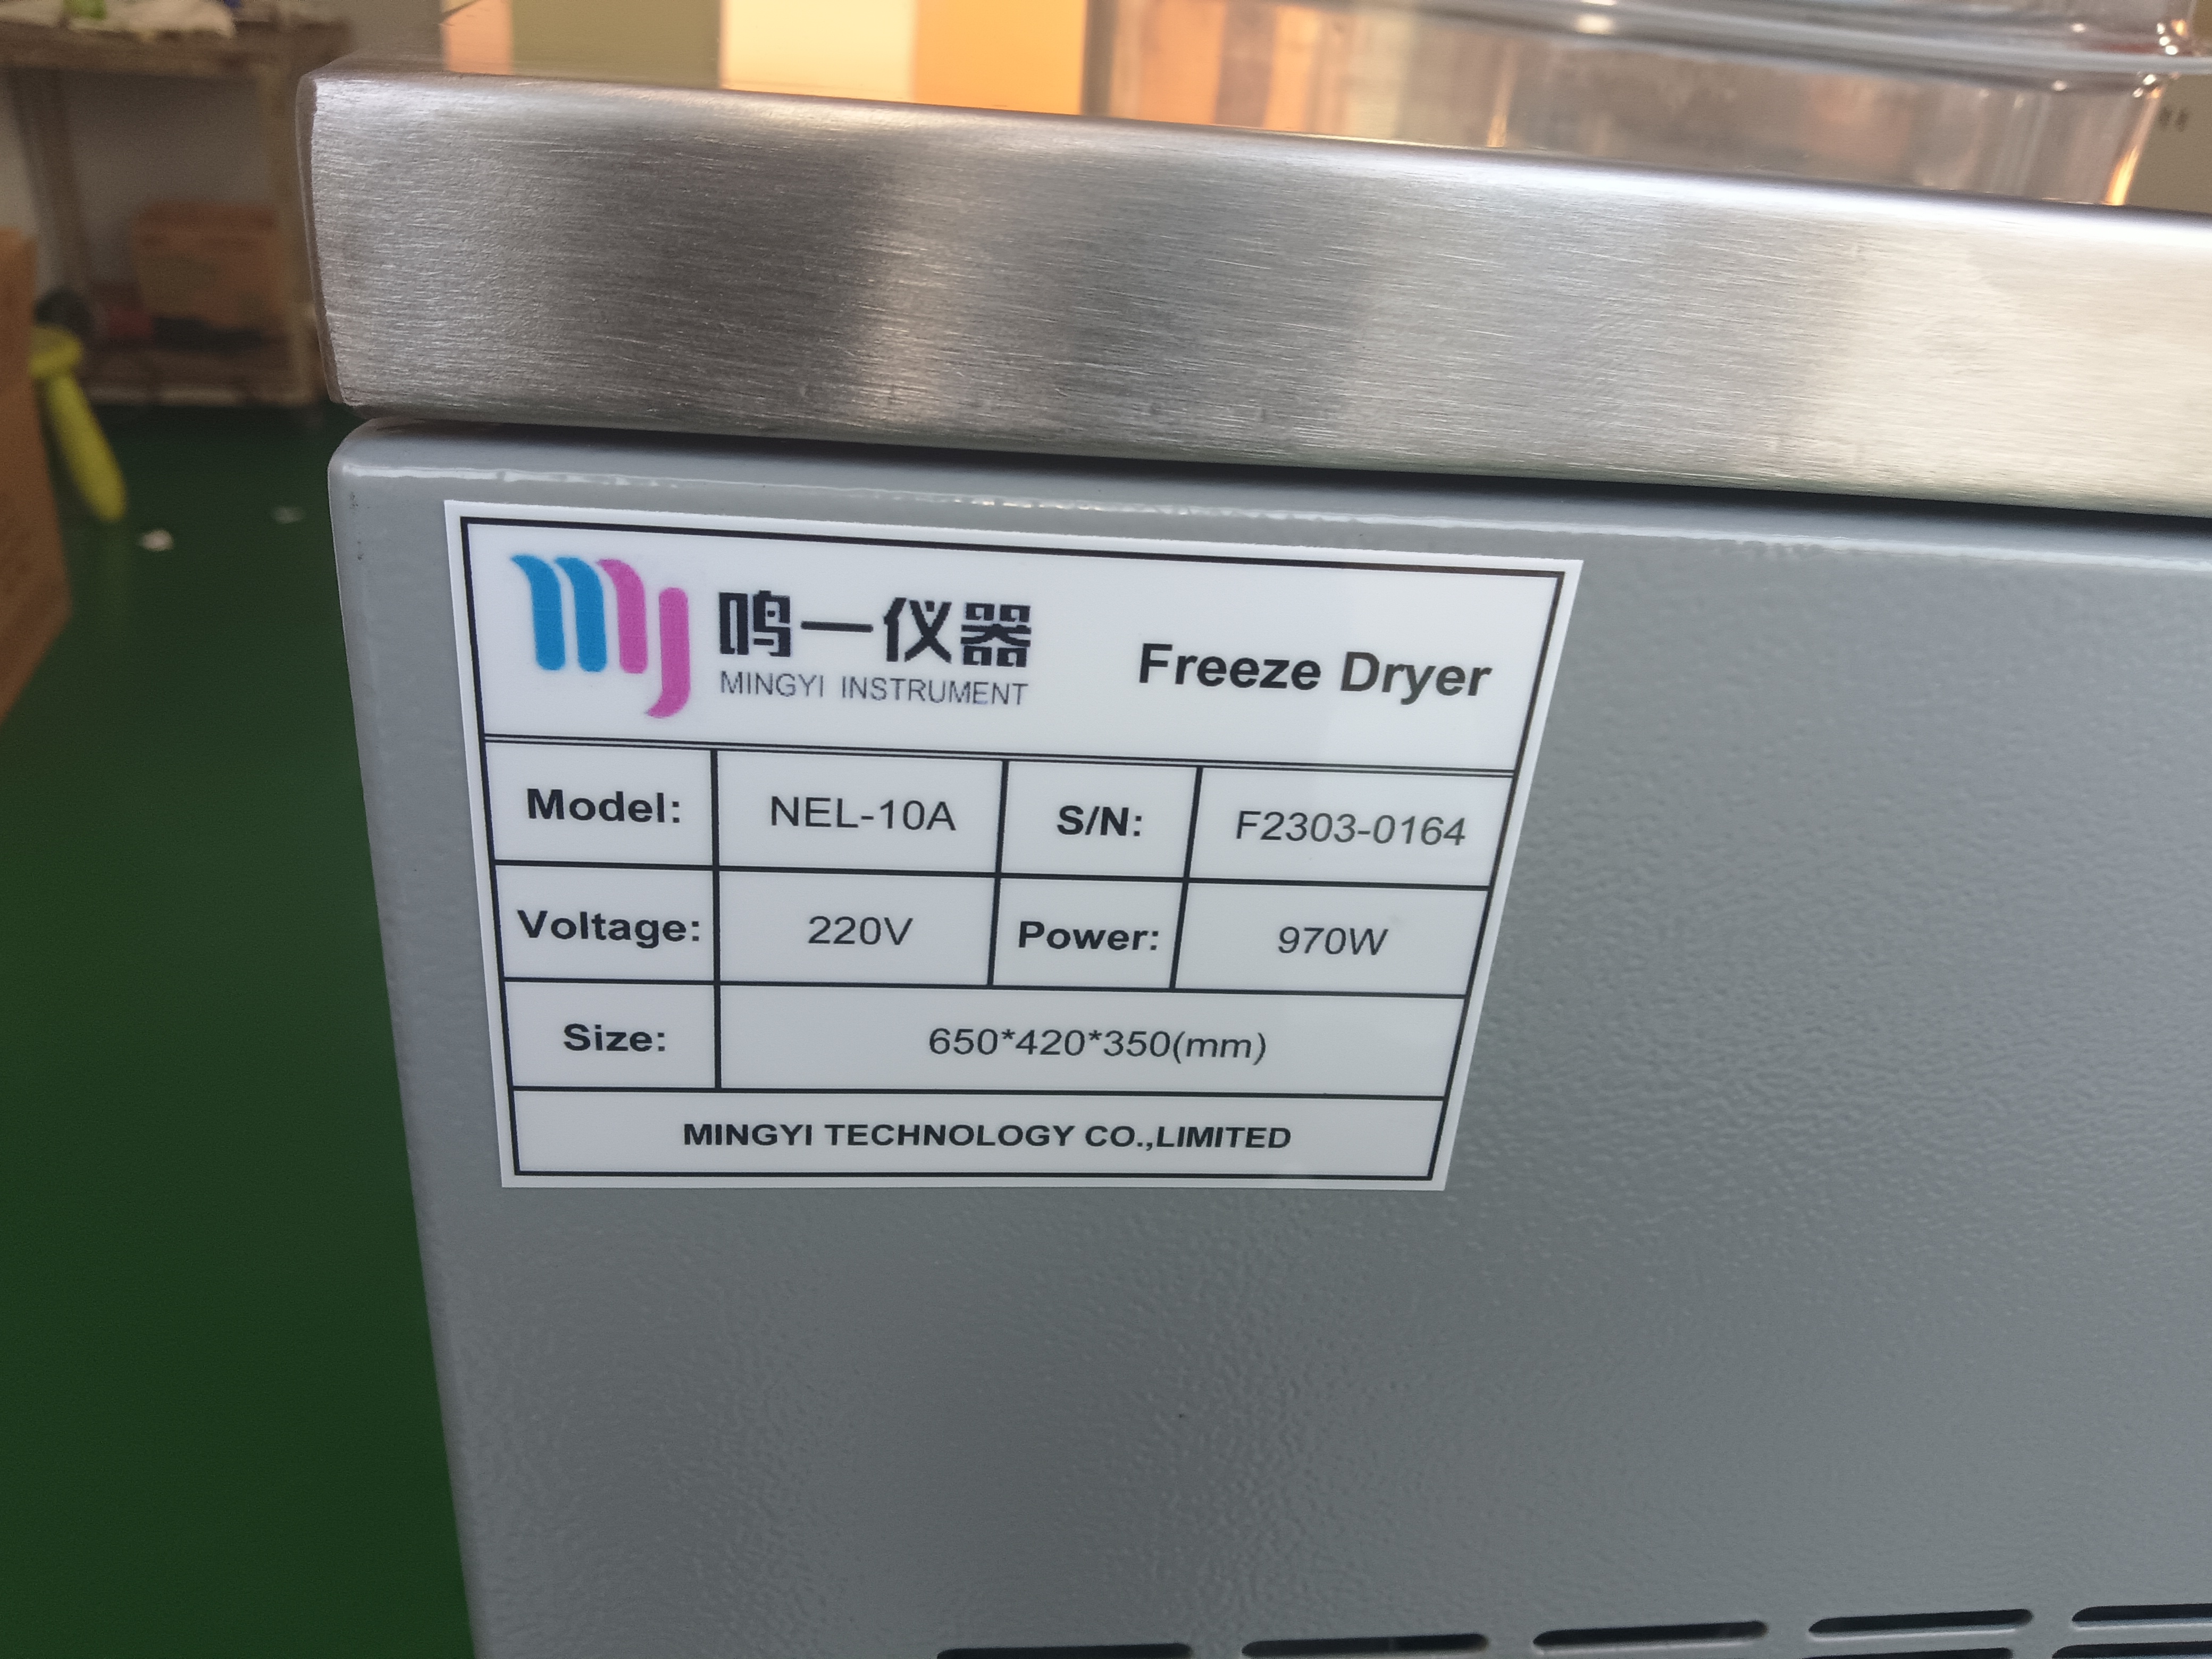 鸣一仪器
MINGYI INSTRUMENT
Freeze Dryer
Model: NEL-10A S/N: F2303-0164
Voltage: 220V Power: 970W
Size: 650*420*350(mm)
MINGYI TECHNOLOGY CO.,LIMITED